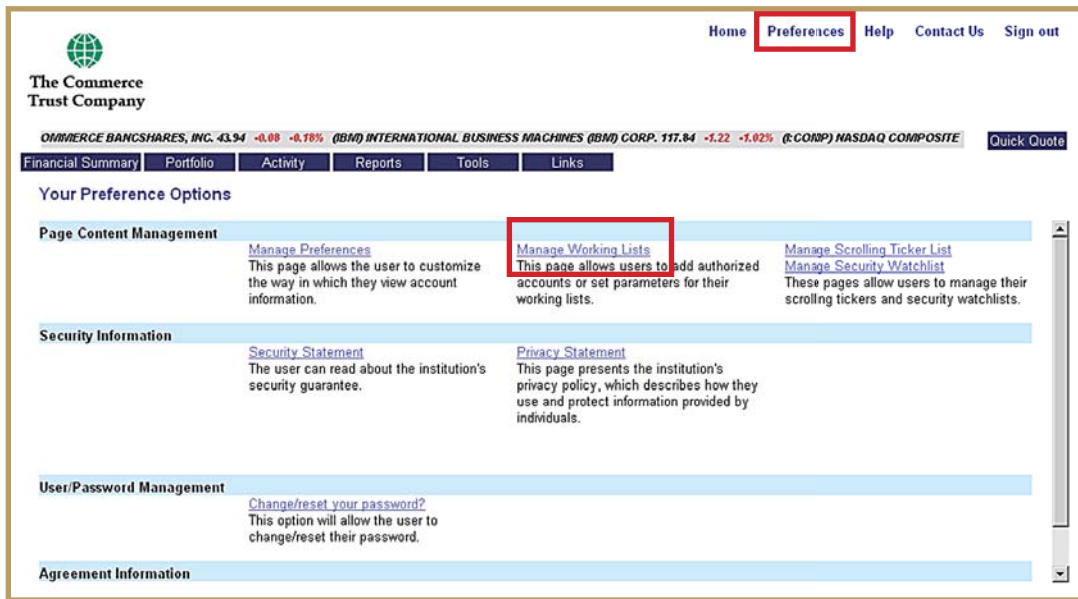 Home Preferences Help Contact Us Sign out
The Commerce
Trust Company
OMMERCE BANCSHARES, INC. 43.94 -0.08 -0.18% (IBM) INTERNATIONAL BUSINESS MACHINES (IBM) CORP. 117.84 -1.22 -1.02% (I:COMP) NASDAQ COMPOSITE
Quick Quote
Financial Summary Portfolio Activity Reports Tools Links
Your Preference Options
Page Content Management
Manage Preferences
This page allows the user to customize
the way in which they view account
information.
Manage Working Lists
This page allows users to add authorized
accounts or set parameters for their
working lists.
Manage Scrolling Ticker List
Manage Security Watchlist
These pages allow users to manage their
scrolling tickers and security watchlists.
Security Information
Security Statement
The user can read about the institution's
security guarantee.
Privacy Statement
This page presents the institution's
privacy policy, which describes how they
use and protect information provided by
individuals.
User/Password Management
Change/reset your password?
This option will allow the user to
change/reset their password.
Agreement Information